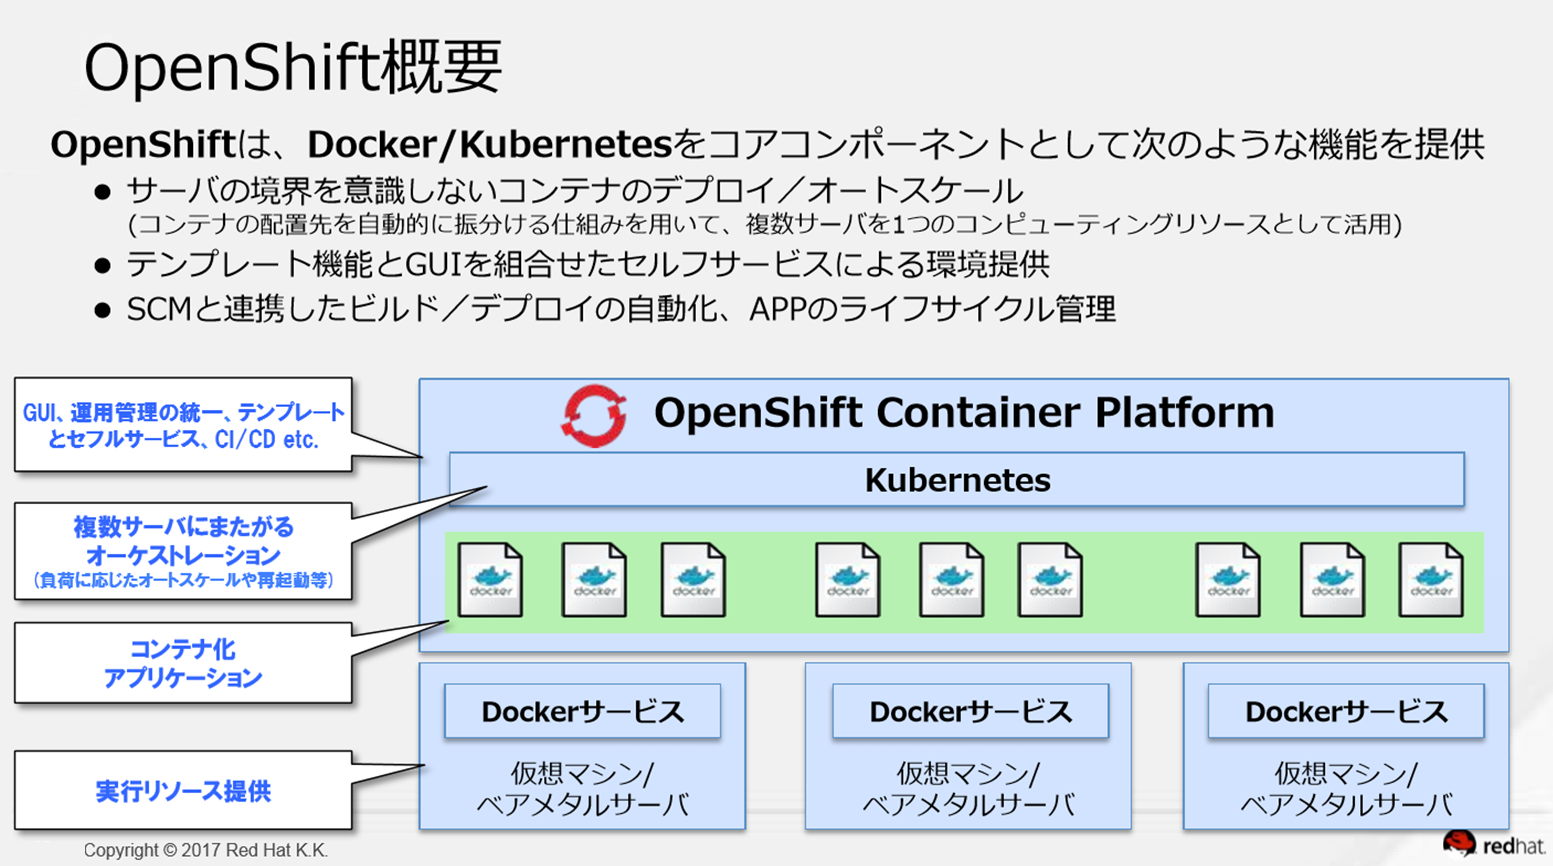 OpenShift概要
OpenShiftは、Docker/Kubernetesをコアコンポーネントとして次のような機能を提供
● サーバの境界を意識しないコンテナのデプロイ／オートスケール
(コンテナの配置先を自動的に振分ける仕組みを用いて、複数サーバを1つのコンピューティングリソースとして活用)
● テンプレート機能とGUIを組合せたセルフサービスによる環境提供
● SCMと連携したビルド／デプロイの自動化、APPのライフサイクル管理
GUI、運用管理の統一、テンプレート
とセフルサービス、CI/CD etc.
OpenShift Container Platform
Kubernetes
複数サーバにまたがる
オーケストレーション
(負荷に応じたオートスケールや再起動等)
docker
docker
docker
docker
docker
docker
docker
docker
docker
コンテナ化
アプリケーション
Dockerサービス
Dockerサービス
Dockerサービス
実行リソース提供
仮想マシン/
ベアメタルサーバ
仮想マシン/
ベアメタルサーバ
仮想マシン/
ベアメタルサーバ
Copyright © 2017 Red Hat K.K.
redhat.